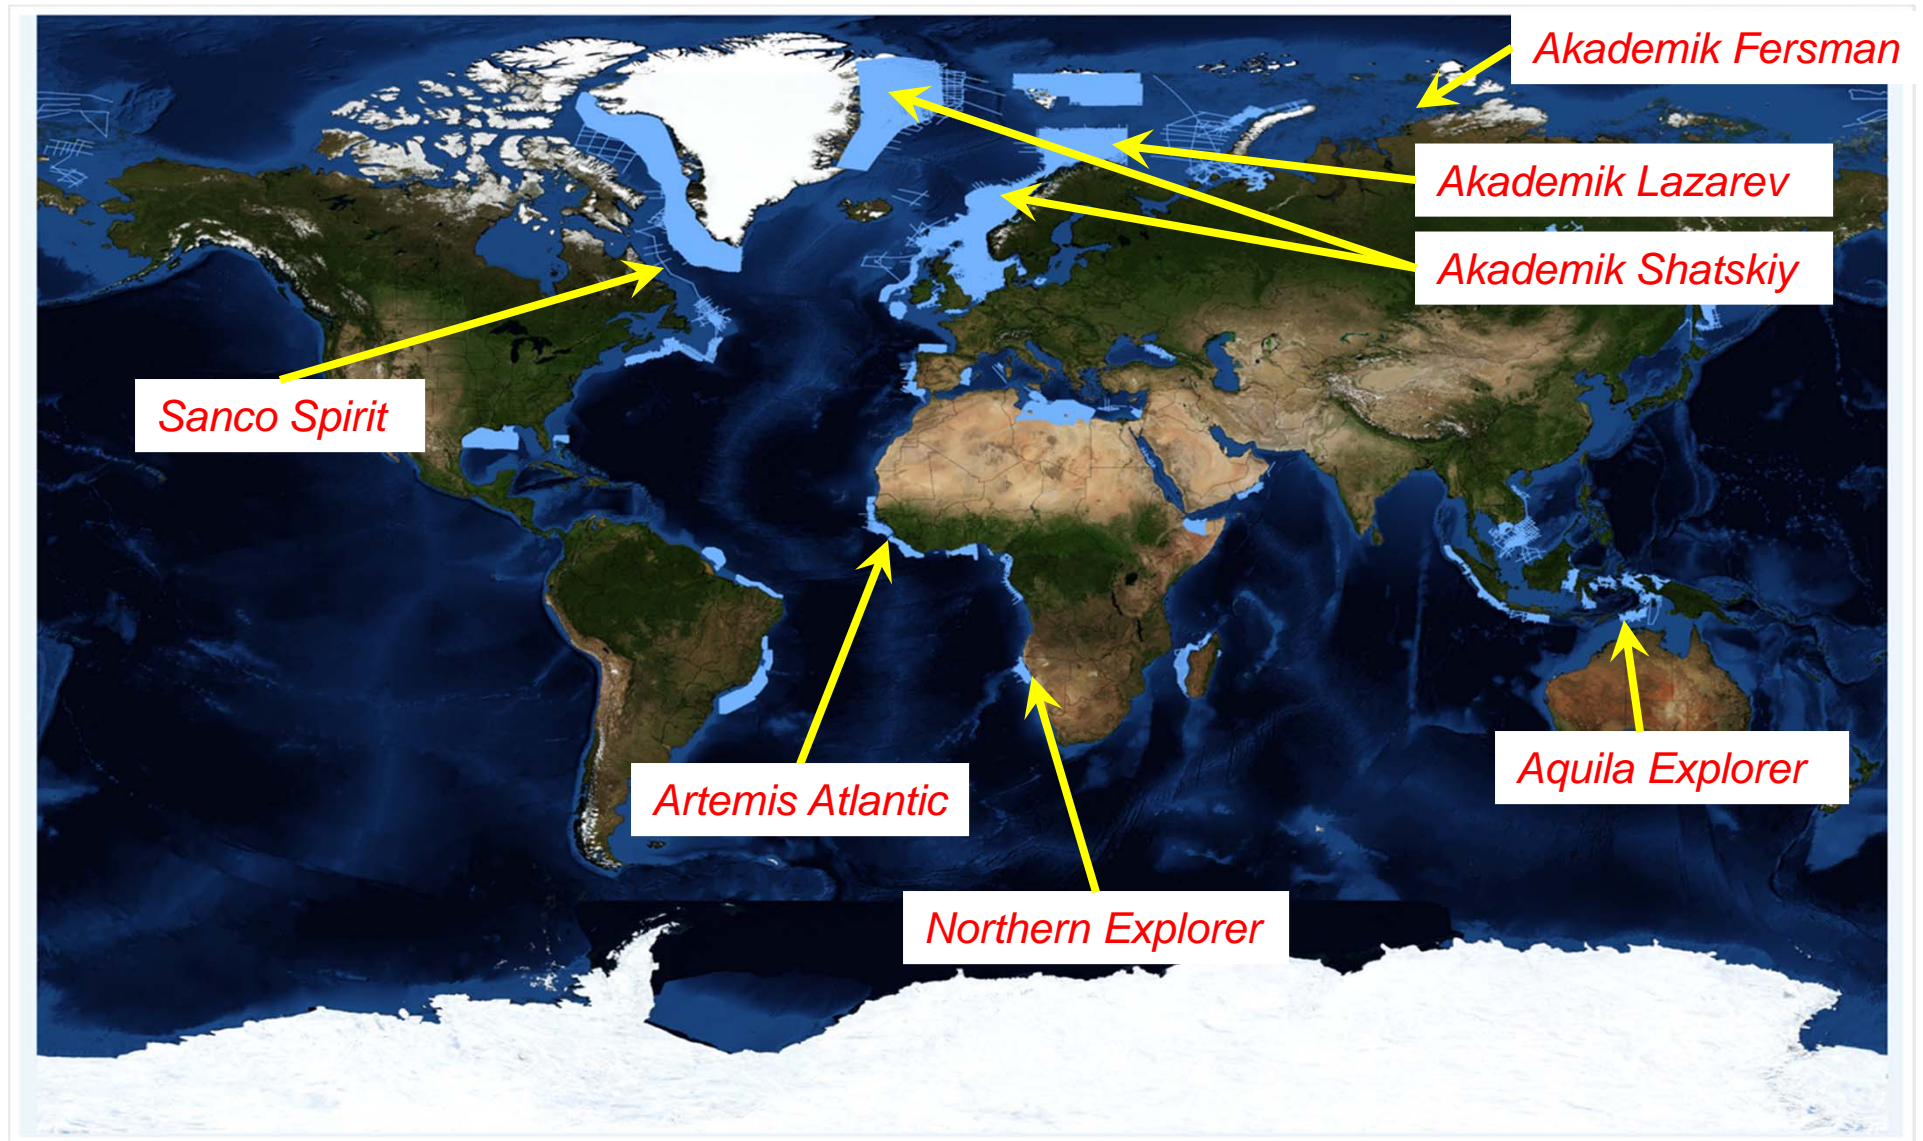 Akademik Fersman
Akademik Lazarev
Akademik Shatskiy
Sanco Spirit
Aquila Explorer
Artemis Atlantic
Northern Explorer